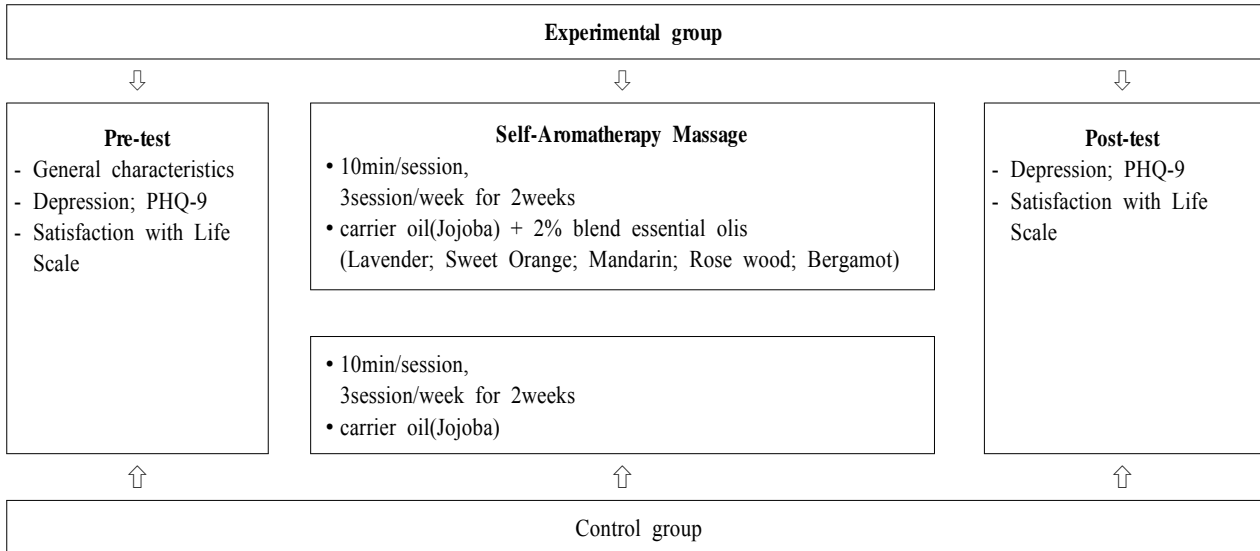 Experimental group
Pre-test
- General characteristics
- Depression; PHQ-9
- Satisfaction with Life
Scale
Self-Aromatherapy Massage
• 10min/session,
3session/week for 2weeks
• carrier oil(Jojoba) + 2% blend essential olis
(Lavender; Sweet Orange; Mandarin; Rose wood; Bergamot)
• 10min/session,
3session/week for 2weeks
• carrier oil(Jojoba)
Post-test
- Depression; PHQ-9
- Satisfaction with Life
Scale
Control group